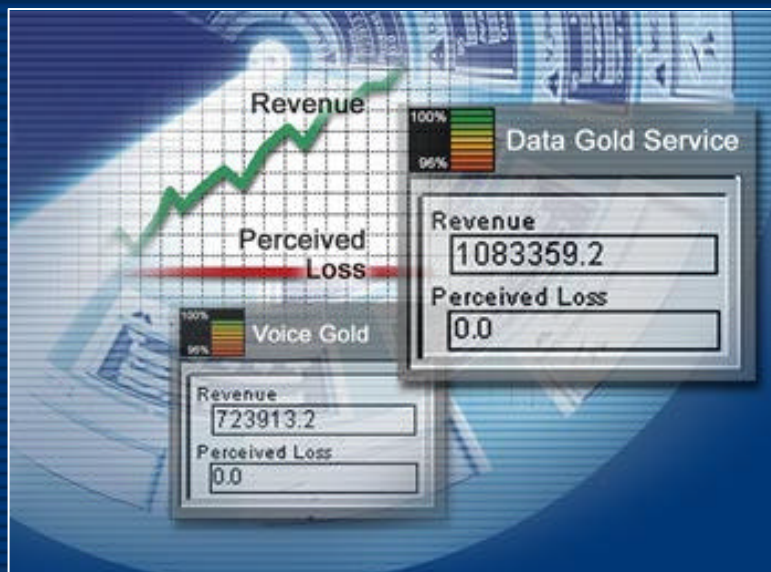 Revenue
Perceived
Loss
100%
96%
Data Gold Service
Revenue
1083359.2
Perceived Loss
0.0
100%
96%
Voice Gold
Revenue
723913.2
Perceived Loss
0.0